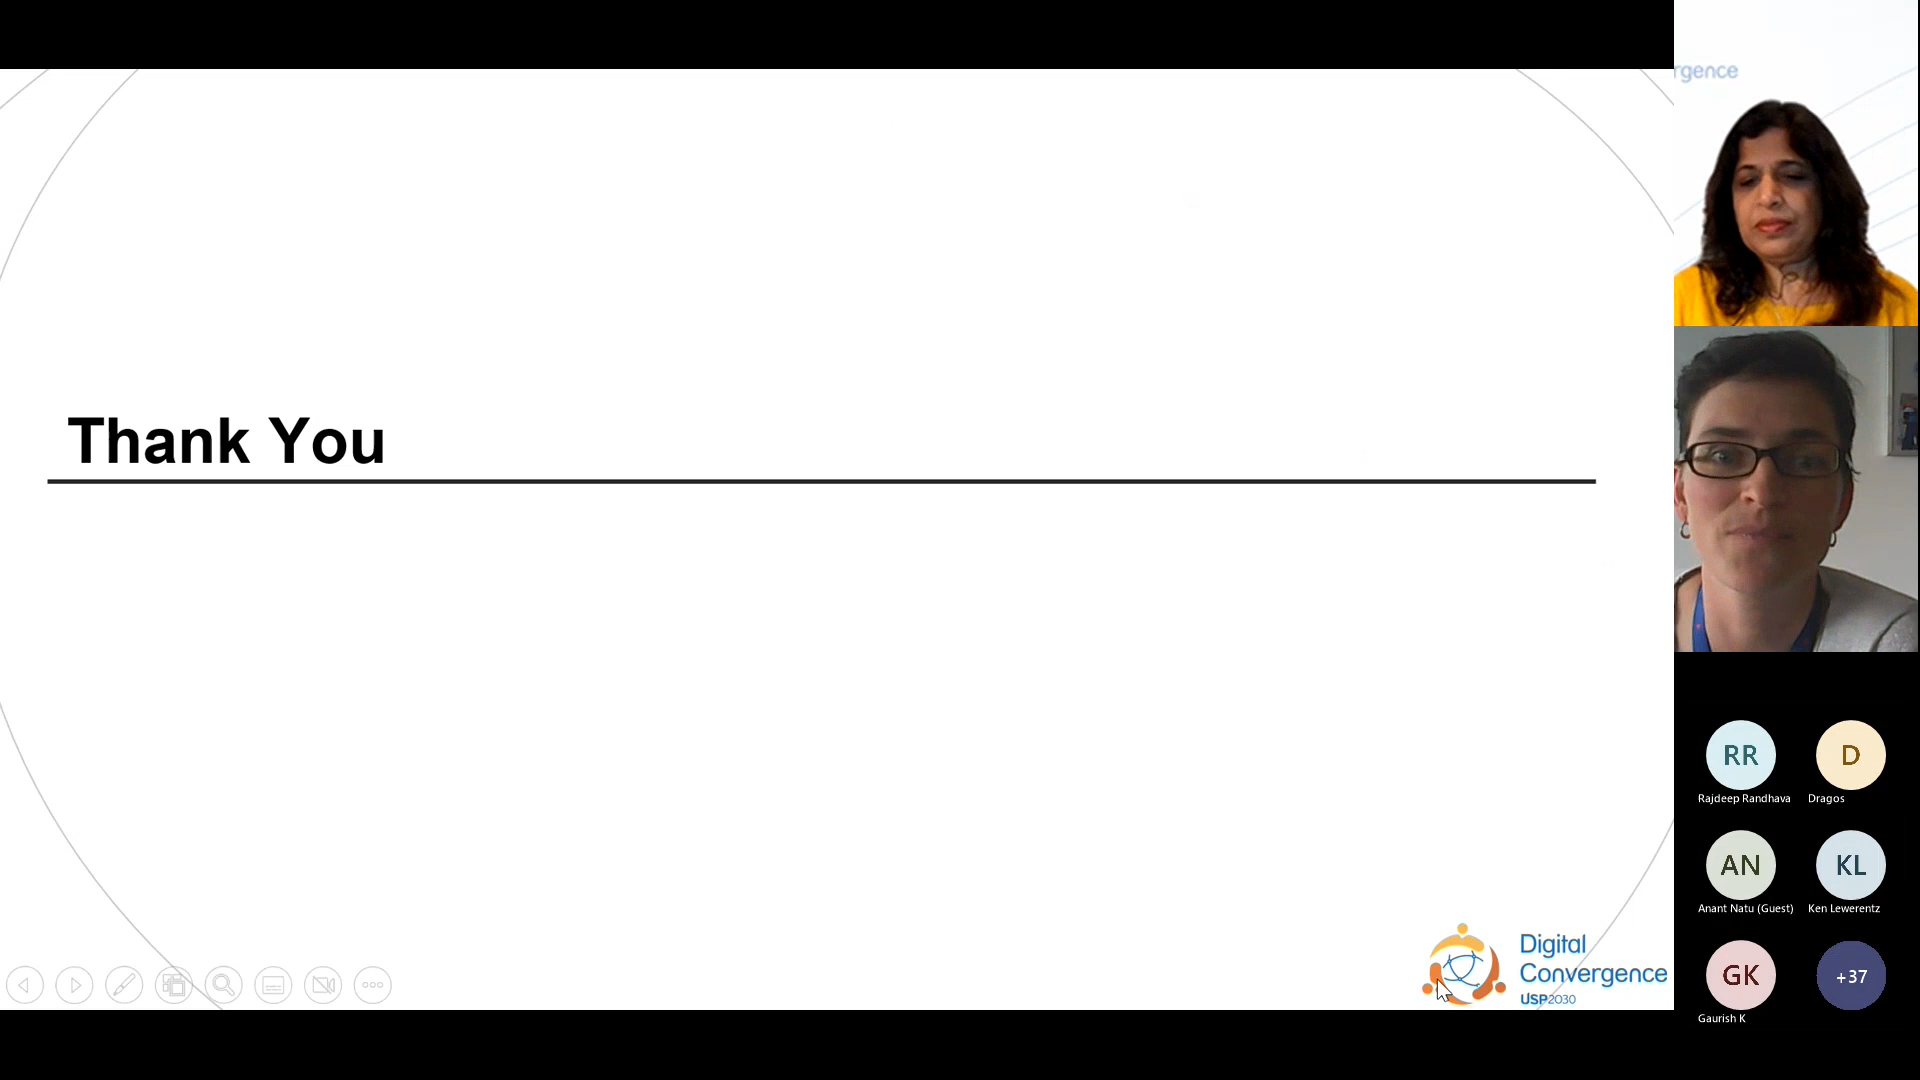 Thank You
Digital
Convergence
USP2030
rgence
RR
Rajdeep Randhava
D
Dragos
AN
Anant Natu (Guest)
KL
Ken Lewerentz
GK
Gaurish K
+37